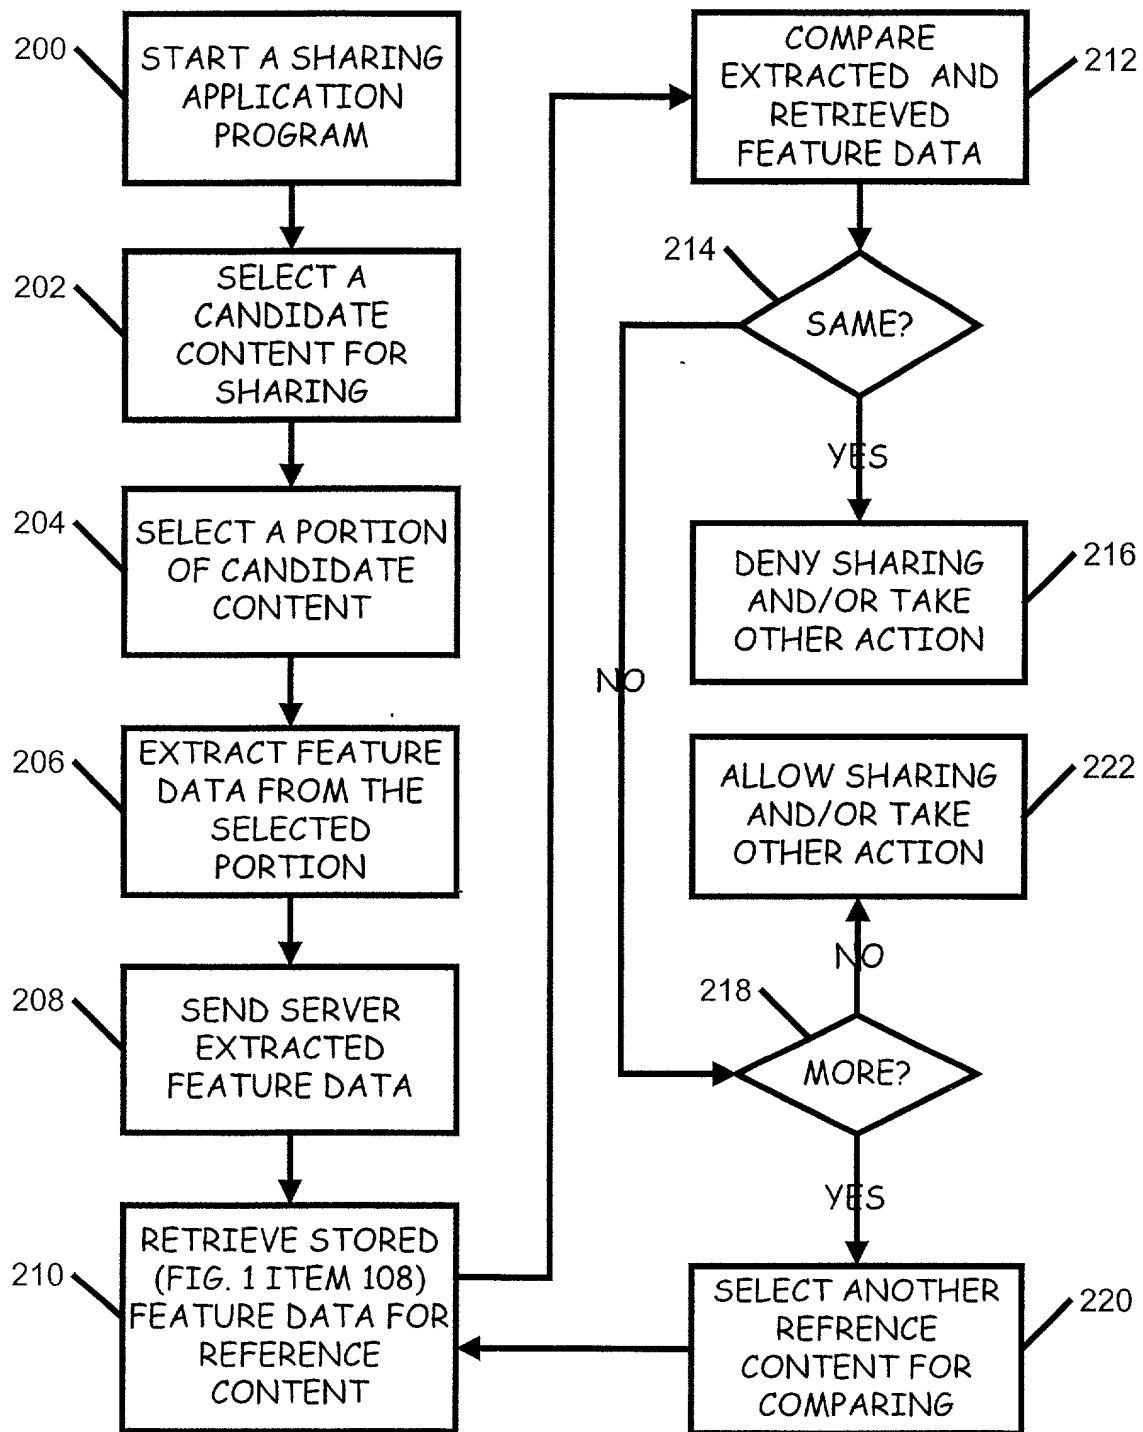 200
START A SHARING
APPLICATION
PROGRAM
202
SELECT A
CANDIDATE
CONTENT FOR
SHARING
204
SELECT A PORTION
OF CANDIDATE
CONTENT
206
EXTRACT FEATURE
DATA FROM THE
SELECTED
PORTION
208
SEND SERVER
EXTRACTED
FEATURE DATA
210
RETRIEVE STORED
(FIG. 1 ITEM 108)
FEATURE DATA FOR
REFERENCE
CONTENT
COMPARE
EXTRACTED AND
RETRIEVED
FEATURE DATA
212
214
SAME?
YES
DENY SHARING
AND/OR TAKE
OTHER ACTION
216
NO
ALLOW SHARING
AND/OR TAKE
OTHER ACTION
222
NO
218
MORE?
YES
SELECT ANOTHER
REFRENCE
CONTENT FOR
COMPARING
220